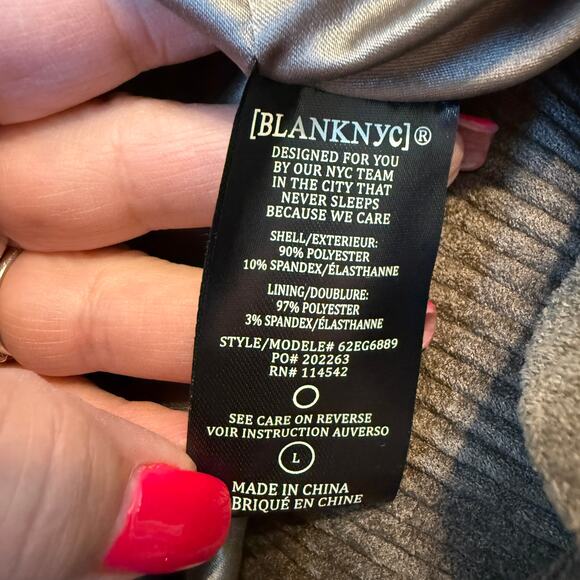 [BLANKNYC]®
DESIGNED FOR YOU
BY OUR NYC TEAM
IN THE CITY THAT
NEVER SLEEPS
BECAUSE WE CARE
SHELL/EXTERIEUR:
90% POLYESTER
10% SPANDEX/ÉLASTHANNE
LINING/DOUBLURE:
97% POLYESTER
3% SPANDEX/ÉLASTHANNE
STYLE/MODELE# 62EG6889
PO# 202263
RN# 114542
SEE CARE ON REVERSE
VOIR INSTRUCTION AUVERSO
L
MADE IN CHINA
BRIQUÉ EN CHINE